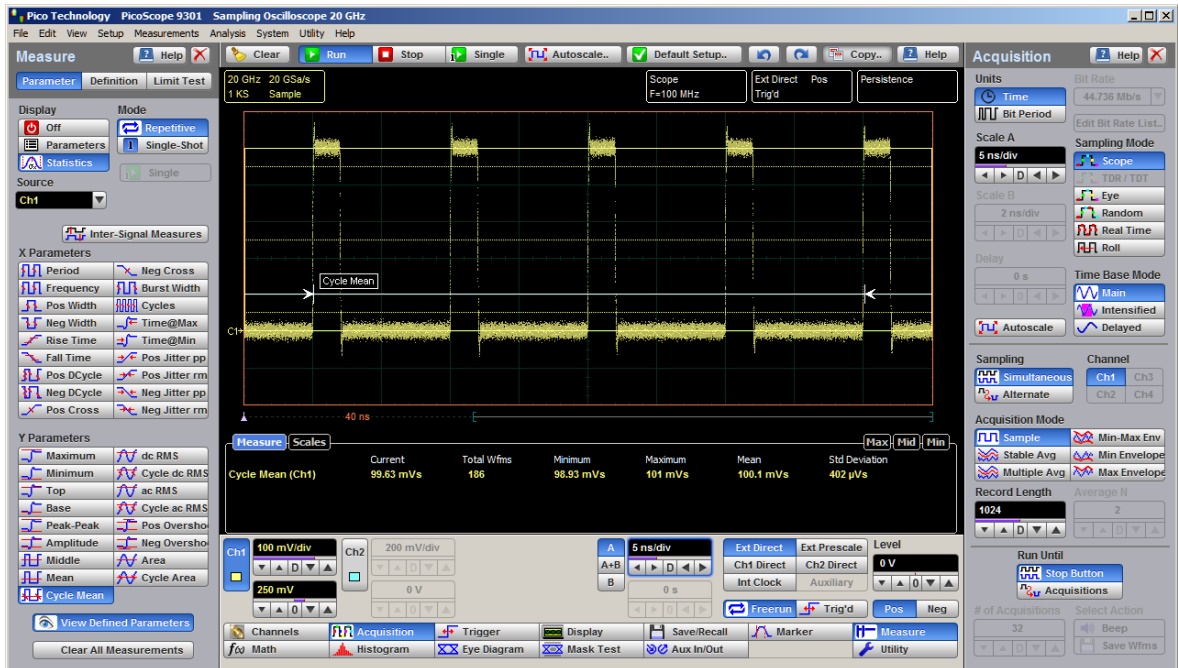 Pico Technology PicoScope 9301 Sampling Oscilloscope 20 GHz
File Edit View Setup Measurements Analysis System Utility Help
Measure Help
Clear Run Stop Single Autoscale.. Default Setup.. Copy.. Help
Acquisition Help
Parameter Definition Limit Test
Display Mode
Off Repetitive
Parameters Single-Shot
Statistics Single
Source
Ch1
Inter-Signal Measures
X Parameters
Period Neg Cross
Frequency Burst Width
Pos Width Cycles
Neg Width Time@Max
Rise Time Time@Min
Fall Time Pos Jitter pp
Pos DCycle Pos Jitter rm
Neg DCycle Neg Jitter pp
Pos Cross Neg Jitter rm
Y Parameters
Maximum dc RMS
Minimum Cycle dc RMS
Top ac RMS
Base Cycle ac RMS
Peak-Peak Pos Oversho
Amplitude Neg Oversho
Middle Area
Mean Cycle Area
Cycle Mean
View Defined Parameters
Clear All Measurements
20 GHz 20 GSa/s
1 KS Sample
Scope
F=100 MHz
Ext Direct Pos
Trig'd
Persistence
Cycle Mean
C1
40 ns
Measure Scales Max Mid Min
Current Total Wfms Minimum Maximum Mean Std Deviation
Cycle Mean (Ch1) 99.63 mVs 186 98.93 mVs 101 mVs 100.1 mVs 402 µVs
Ch1 100 mV/div Ch2 200 mV/div A 5 ns/div Ext Direct Ext Prescale Level
D D A+B D Ch1 Direct Ch2 Direct 0 V
250 mV 0 V B 0 s Int Clock Auxiliary 0
0 0 0 Freerun Trig'd Pos Neg
Channels Acquisition Trigger Display Save/Recall Marker Measure
f(x) Math Histogram Eye Diagram Mask Test Aux In/Out Utility
Units Bit Rate
Time 44.736 Mb/s
Bit Period Edit Bit Rate List..
Scale A Sampling Mode
5 ns/div Scope
D TDR / TDT
Scale B Eye
2 ns/div Random
D Real Time
Roll
Delay
0 s Time Base Mode
0 Main
Intensified
Autoscale Delayed
Sampling Channel
Simultaneous Ch1 Ch3
Alternate Ch2 Ch4
Acquisition Mode
Sample Min-Max Env
Stable Avg Min Envelope
Multiple Avg Max Envelope
Record Length Average N
1024 2
D D
Run Until
Stop Button
Acquisitions
# of Acquisitions Select Action
32 Beep
D Save Wfms